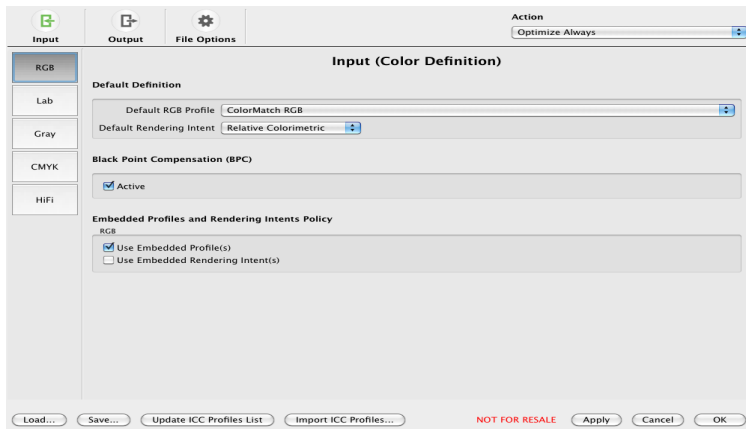 Input
Output
File Options
Action
Optimize Always
RGB
Lab
Gray
CMYK
HiFi
Input (Color Definition)
Default Definition
Default RGB Profile ColorMatch RGB
Default Rendering Intent Relative Colorimetric
Black Point Compensation (BPC)
Active
Embedded Profiles and Rendering Intents Policy
RGB
Use Embedded Profile(s)
Use Embedded Rendering Intent(s)
Load... Save... Update ICC Profiles List Import ICC Profiles... NOT FOR RESALE Apply Cancel OK